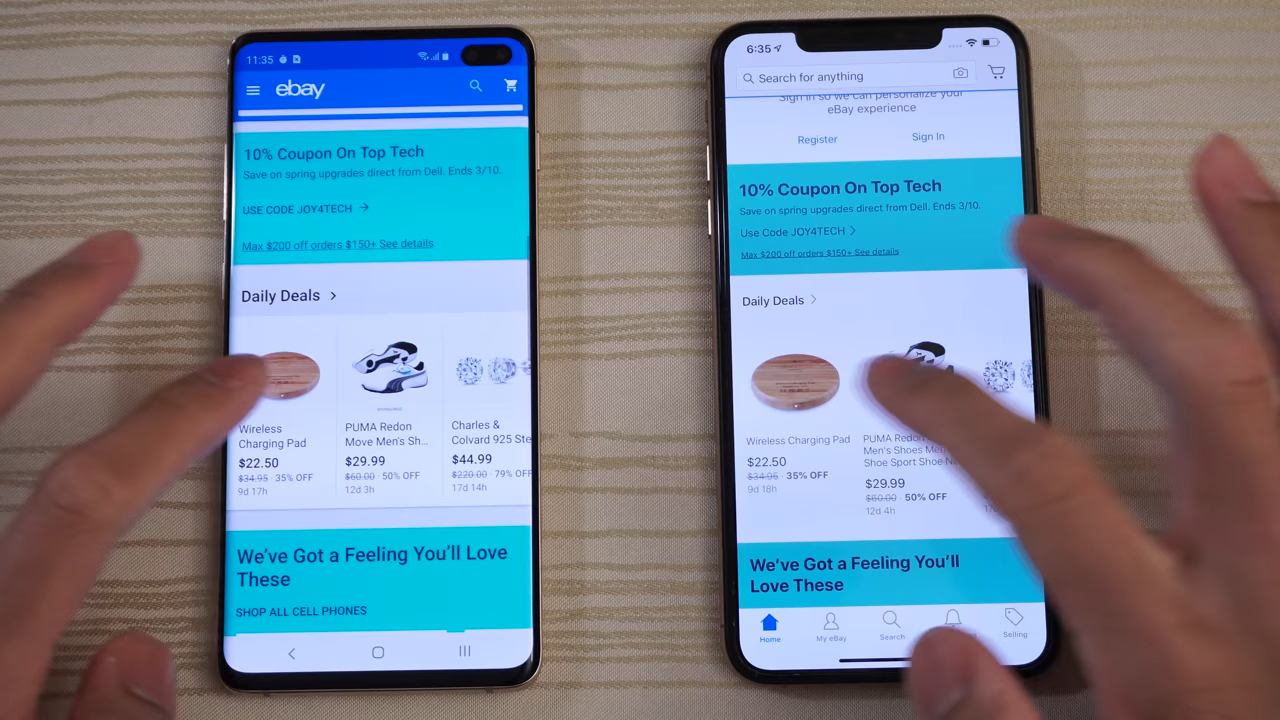 11:35
ebay
10% Coupon On Top Tech
Save on spring upgrades direct from Dell. Ends 3/10.
USE CODE JOY4TECH →
Max $200 off orders $150+ See details
Daily Deals >
Wireless
Charging Pad
$22.50
$34.95 · 35% OFF
9d 17h
PUMA Redon
Move Men's Sh...
$29.99
$60.00 · 50% OFF
12d 3h
Charles &
Colvard 925 Ste
$44.99
$220.00 · 79% OFF
17d 14h
We've Got a Feeling You'll Love
These
SHOP ALL CELL PHONES
6:35
Search for anything
Sign in so we can personalize your
eBay experience
Register
Sign In
10% Coupon On Top Tech
Save on spring upgrades direct from Dell. Ends 3/10.
Use Code JOY4TECH >
Max $200 off orders $150+ See details
Daily Deals >
Wireless Charging Pad
$22.50
$34.95 · 35% OFF
9d 18h
PUMA Redon
Men's Shoes Men
Shoe Sport Shoe N
$29.99
$60.00 · 50% OFF
12d 4h
We've Got a Feeling You'll
Love These
Home
My eBay
Search
Selling